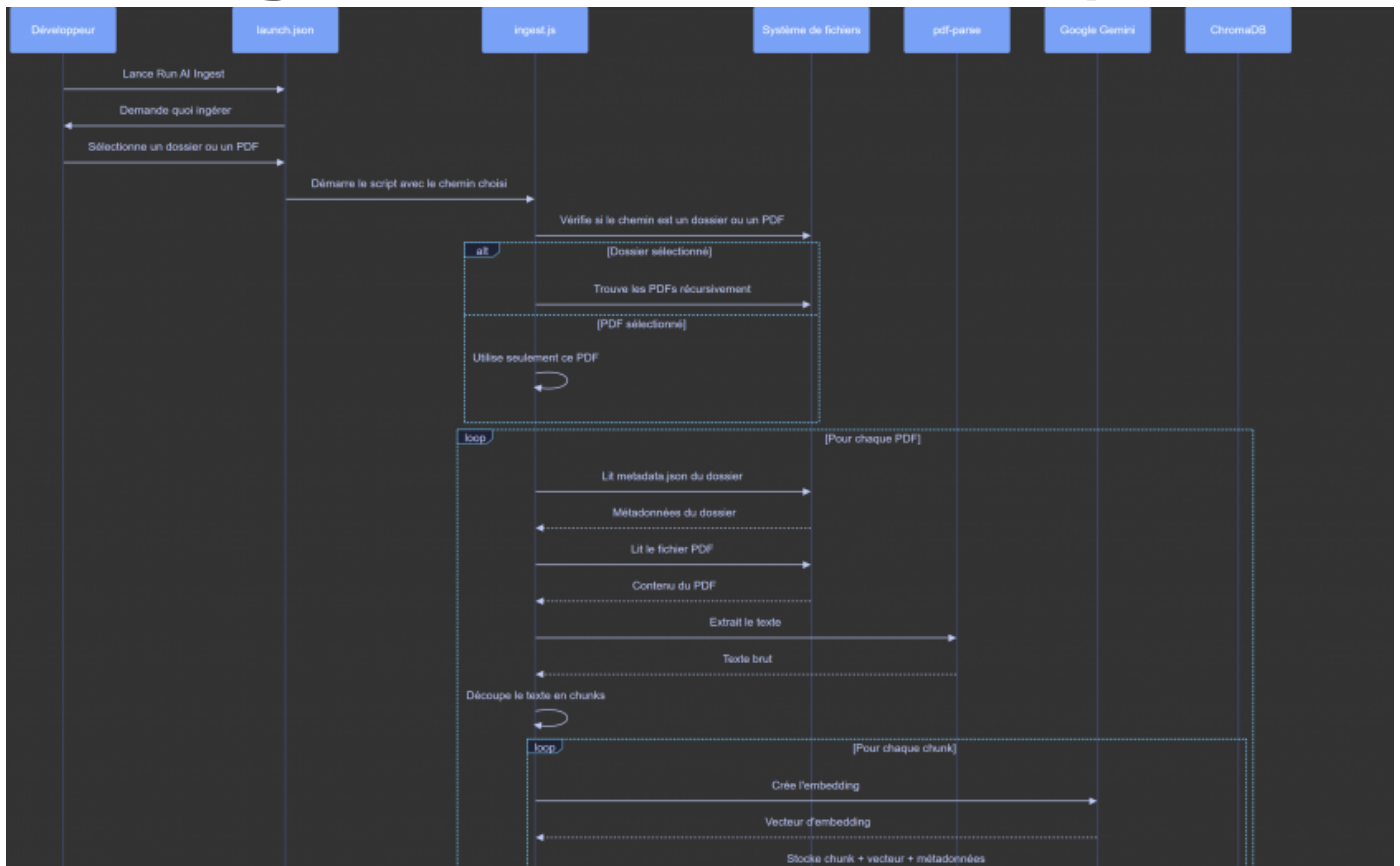 Développeur
launch.json
ingest.js
Système de fichiers
pdf-parse
Google Gemini
ChromaDB
Lance Run AI Ingest
Demande quoi ingérer
Sélectionne un dossier ou un PDF
Démarre le script avec le chemin choisi
Vérifie si le chemin est un dossier ou un PDF
alt
[Dossier sélectionné]
Trouve les PDFs récursivement
[PDF sélectionné]
Utilise seulement ce PDF
loop
[Pour chaque PDF]
Lit metadata json du dossier
Métadonnées du dossier
Lit le fichier PDF
Contenu du PDF
Extrait le texte
Texte brut
Découpe le texte en chunks
loop
[Pour chaque chunk]
Crée l'embedding
Vecteur d'embedding
Stocke chunk + vecteur + métadonnées